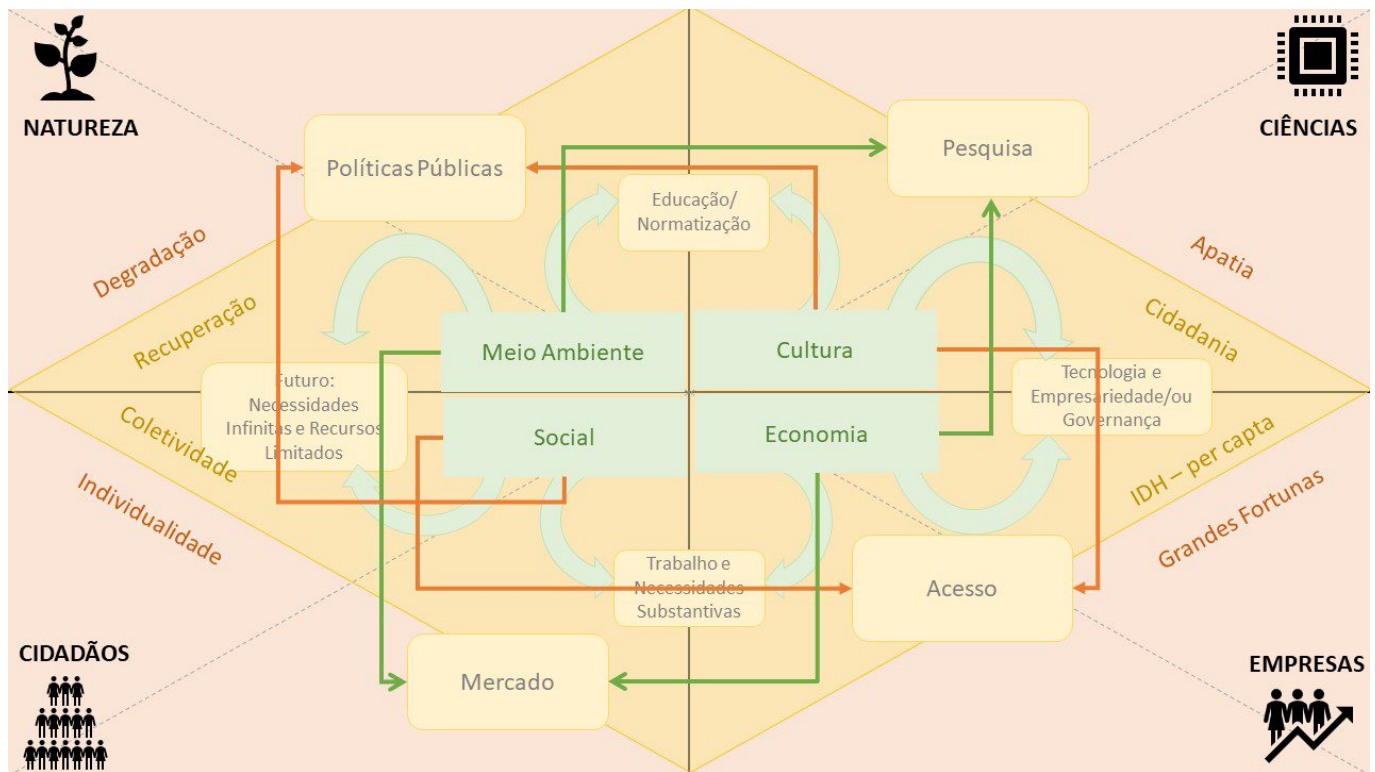 NATUREZA
CIÊNCIAS
Políticas Públicas
Pesquisa
Educação/
Normatização
Degradação
Recuperação
Apatia
Cidadania
Meio Ambiente
Cultura
Futuro:
Necessidades
Infinitas e Recursos
Limitados
Tecnologia e
Empresariedade/ou
Governança
Social
Economia
Coletividade
Individualidade
IDH – per capta
Grandes Fortunas
Trabalho e
Necessidades
Substantivas
Acesso
Mercado
CIDADÃOS
EMPRESAS